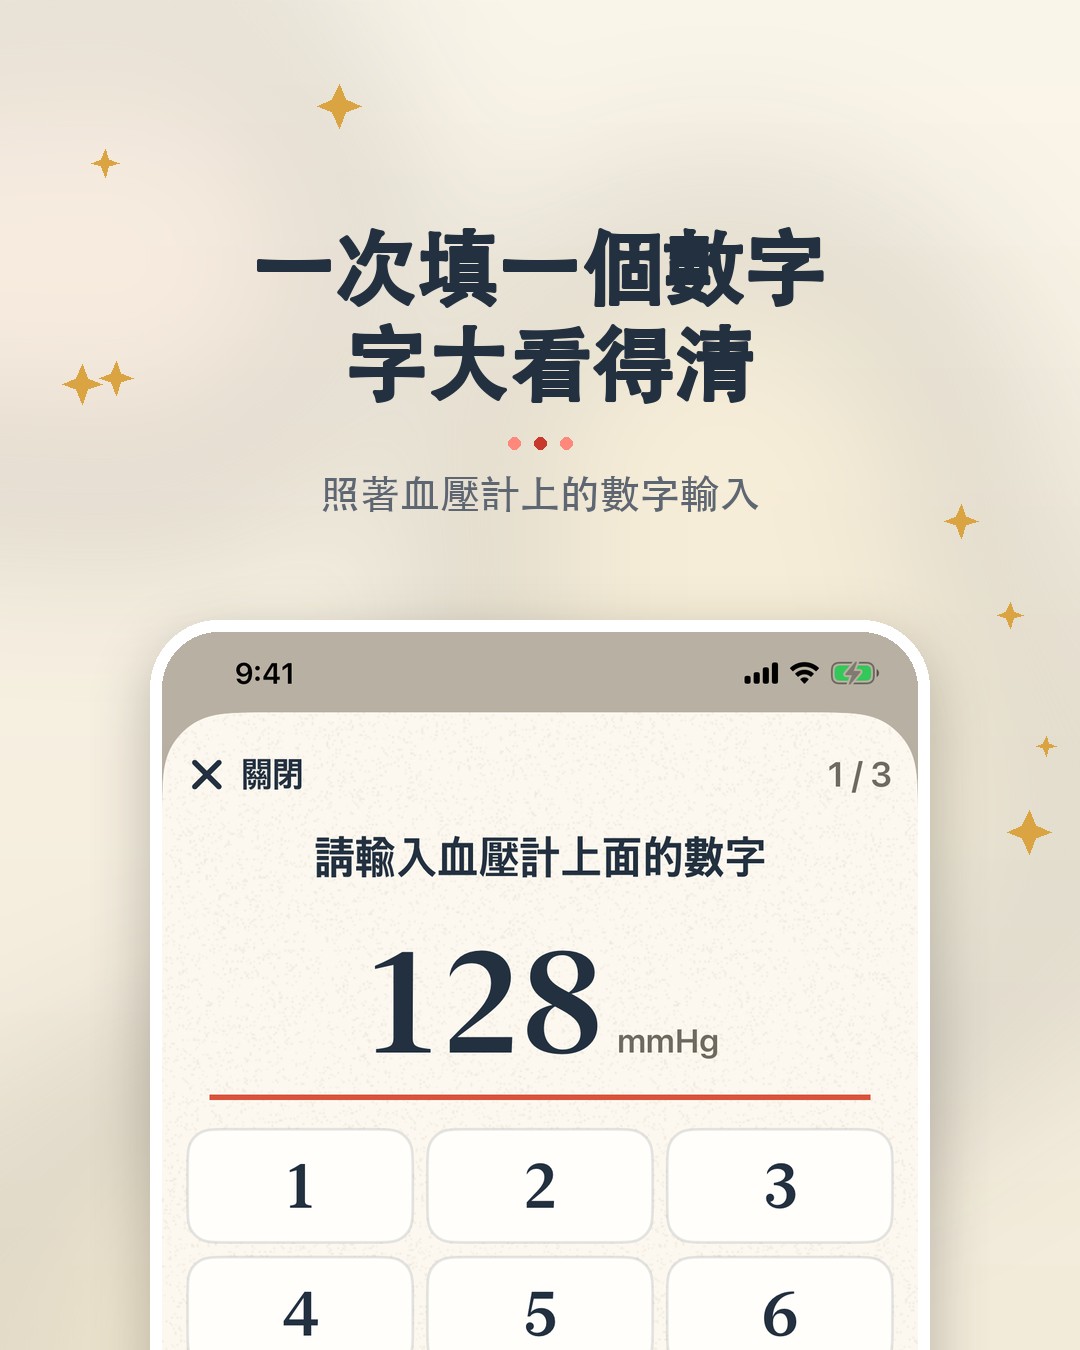 一次填一個數字
字大看得清
照著血壓計上的數字輸入
9:41
關閉
1 / 3
請輸入血壓計上面的數字
128 mmHg
1 2 3
4 5 6